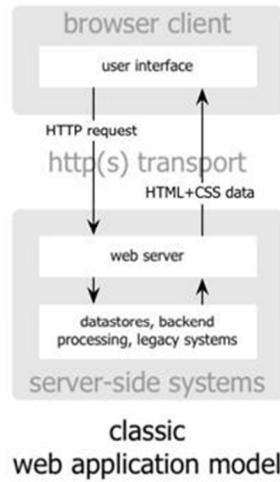 browser client
user interface
HTTP request
http(s) transport
HTML+CSS data
web server
datastores, backend
processing, legacy systems
server-side systems
classic
web application model